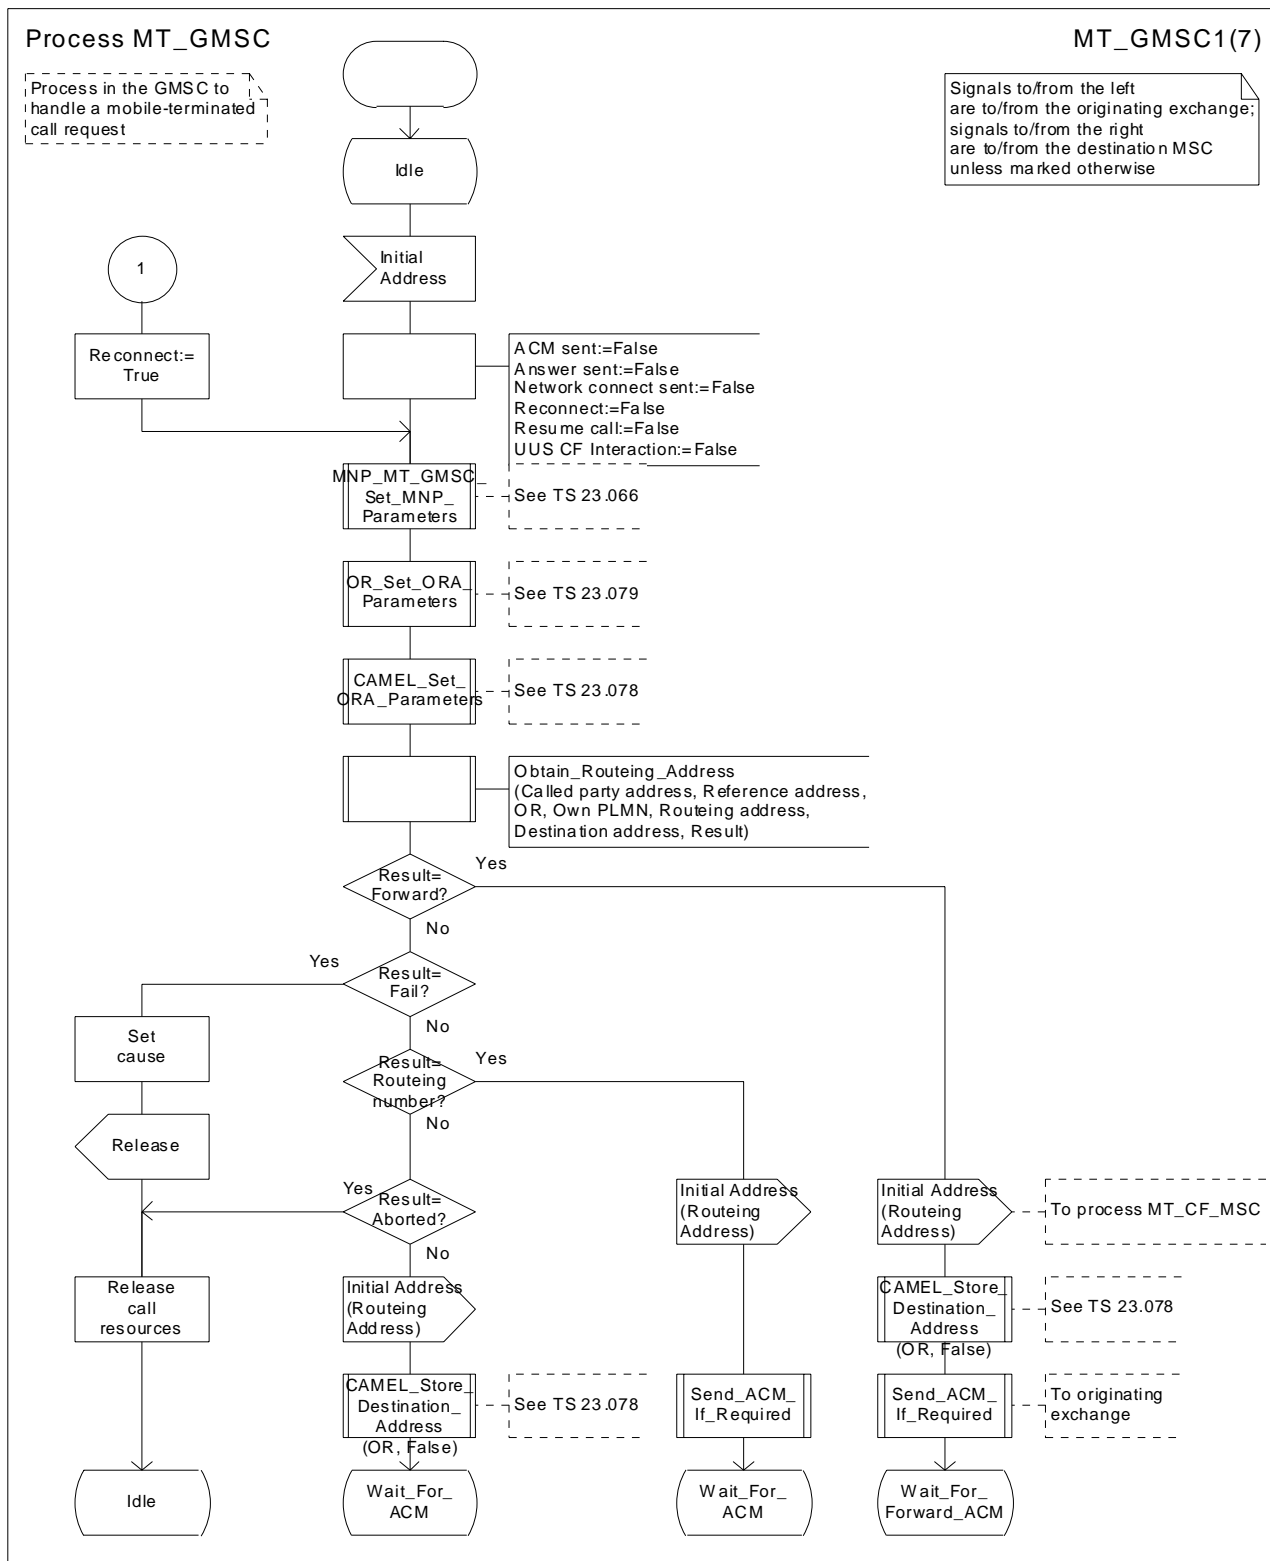 Process MT_GMSC
MT_GMSC1(7)
Process in the GMSC to
handle a mobile-terminated
call request
Signals to/from the left
are to/from the originating exchange;
signals to/from the right
are to/from the destination MSC
unless marked otherwise
Idle
Initial
Address
1
Reconnect:=
True
ACM sent:=False
Answer sent:=False
Network connect sent:=False
Reconnect:=False
Resume call:=False
UUS CF Interaction:=False
MNP_MT_GMSC_
Set_MNP_
Parameters
See TS 23.066
OR_Set_ORA_
Parameters
See TS 23.079
CAMEL_Set_
ORA_Parameters
See TS 23.078
Obtain_Routeing_Address
(Called party address, Reference address,
OR, Own PLMN, Routeing address,
Destination address, Result)
Result=
Forward?
Yes
No
Result=
Fail?
Yes
No
Set
cause
Result=
Routeing
number?
Yes
No
Release
Result=
Aborted?
Yes
No
Initial Address
(Routeing
Address)
Initial Address
(Routeing
Address)
To process MT_CF_MSC
Release
call
resources
Initial Address
(Routeing
Address)
CAMEL_Store_
Destination_
Address
(OR, False)
See TS 23.078
CAMEL_Store_
Destination_
Address
(OR, False)
See TS 23.078
Send_ACM_
If_Required
Send_ACM_
If_Required
To originating
exchange
Idle
Wait_For_
ACM
Wait_For_
ACM
Wait_For_
Forward_ACM